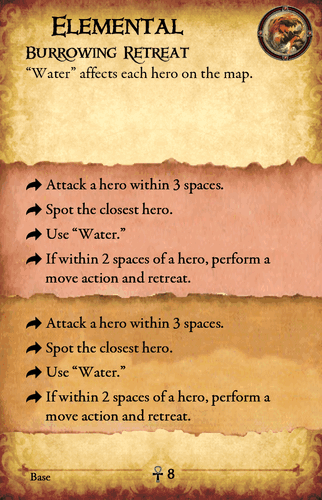 Elemental
Burrowing Retreat
“Water” affects each hero on the map.
Attack a hero within 3 spaces.
Spot the closest hero.
Use “Water.”
If within 2 spaces of a hero, perform a
move action and retreat.
Attack a hero within 3 spaces.
Spot the closest hero.
Use “Water.”
If within 2 spaces of a hero, perform a
move action and retreat.
Base
8